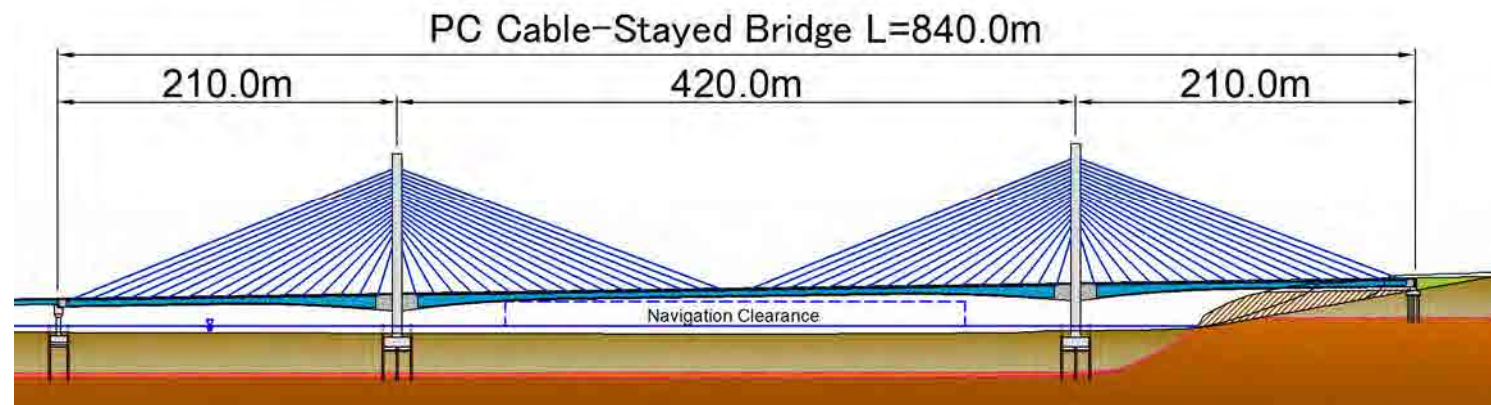 PC Cable-Stayed Bridge L=840.0m
210.0m 420.0m 210.0m
Navigation Clearance